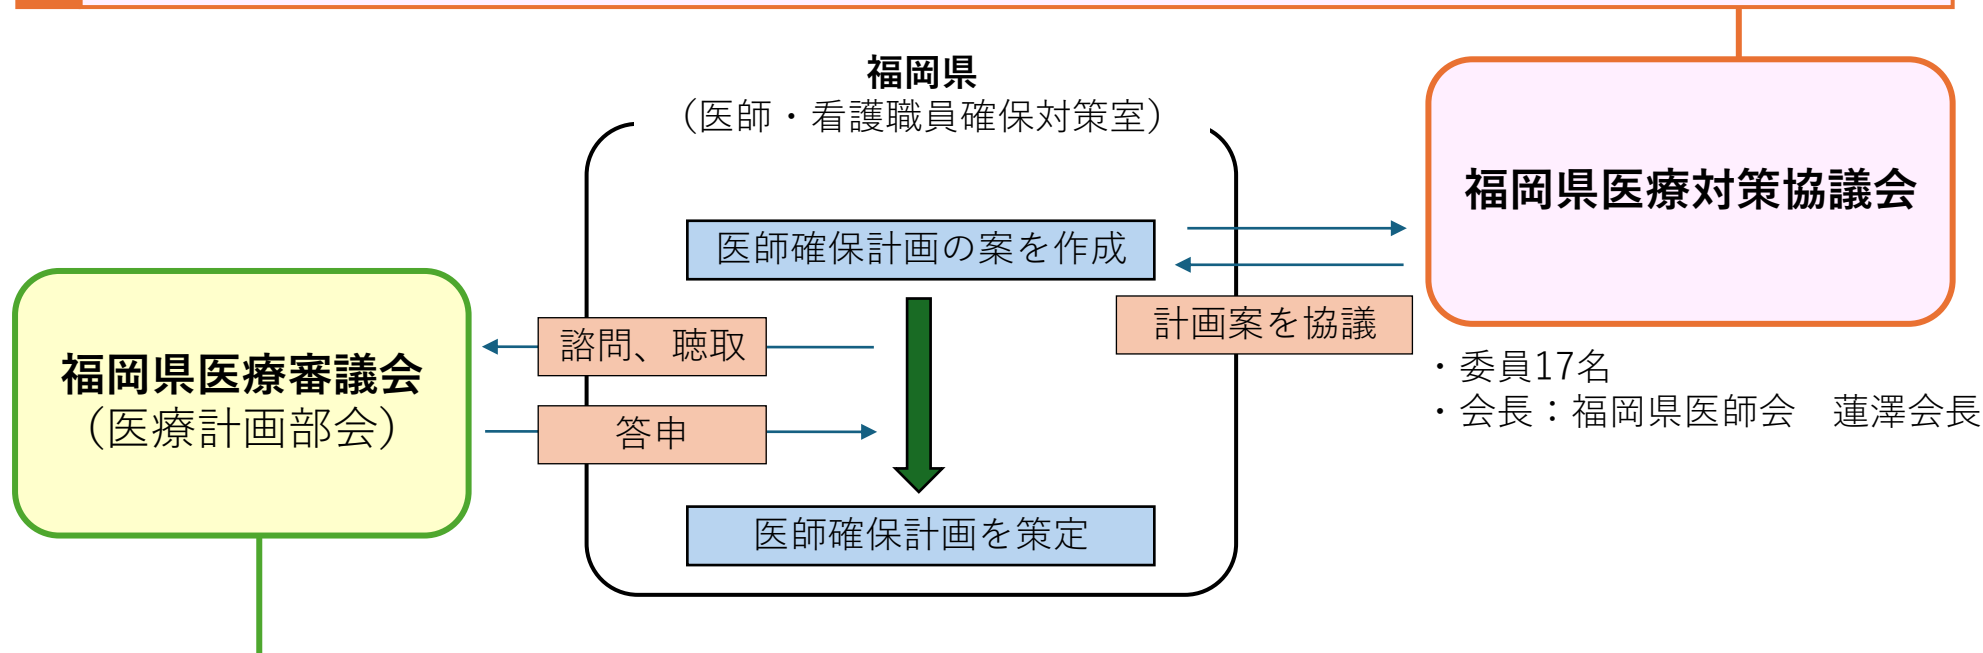 福岡県
（医師・看護職員確保対策室）
福岡県医療対策協議会
医師確保計画の案を作成
計画案を協議
諮問、聴取
福岡県医療審議会
（医療計画部会）
答申
・委員17名
・会長：福岡県医師会　蓮澤会長
医師確保計画を策定